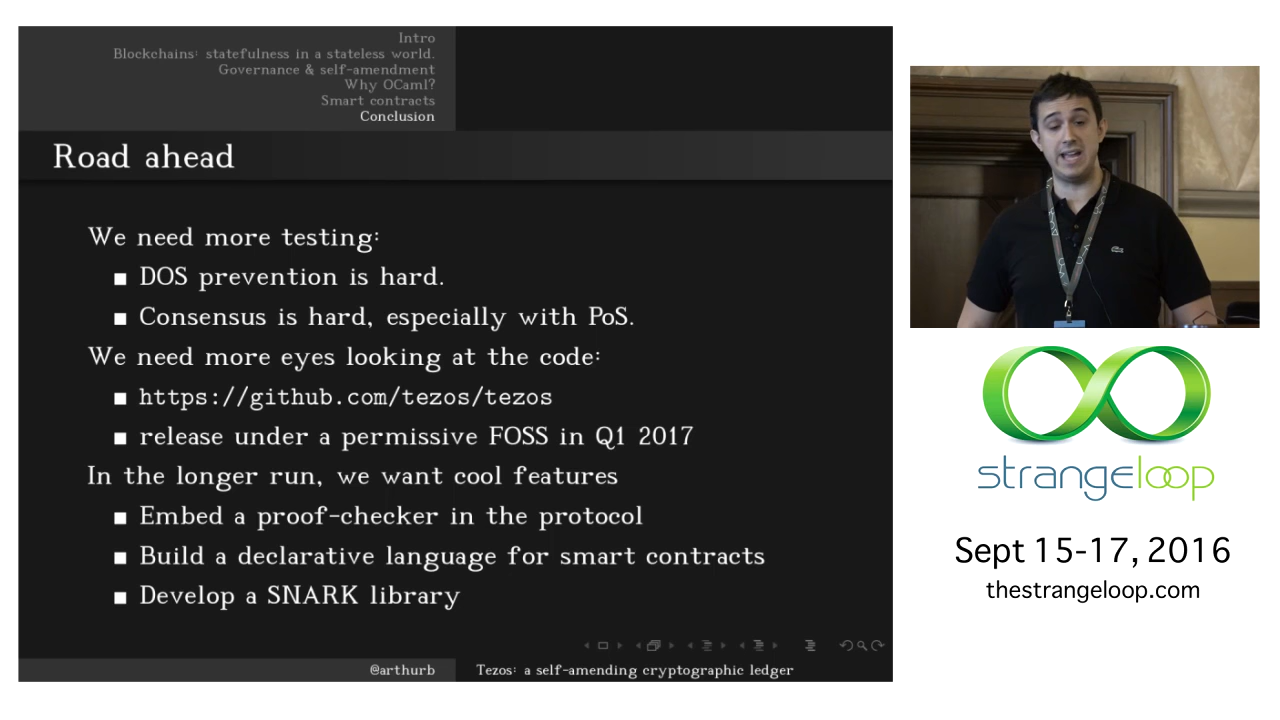 Intro
Blockchains: statefulness in a stateless world.
Governance & self-amendment
Why OCaml?
Smart contracts
Conclusion
Road ahead
We need more testing:
DOS prevention is hard.
Consensus is hard, especially with PoS.
We need more eyes looking at the code:
https://github.com/tezos/tezos
release under a permissive FOSS in Q1 2017
In the longer run, we want cool features
Embed a proof-checker in the protocol
Build a declarative language for smart contracts
Develop a SNARK library
@arthurb
Tezos: a self-amending cryptographic ledger
strangeloop
Sept 15-17, 2016
thestrangeloop.com